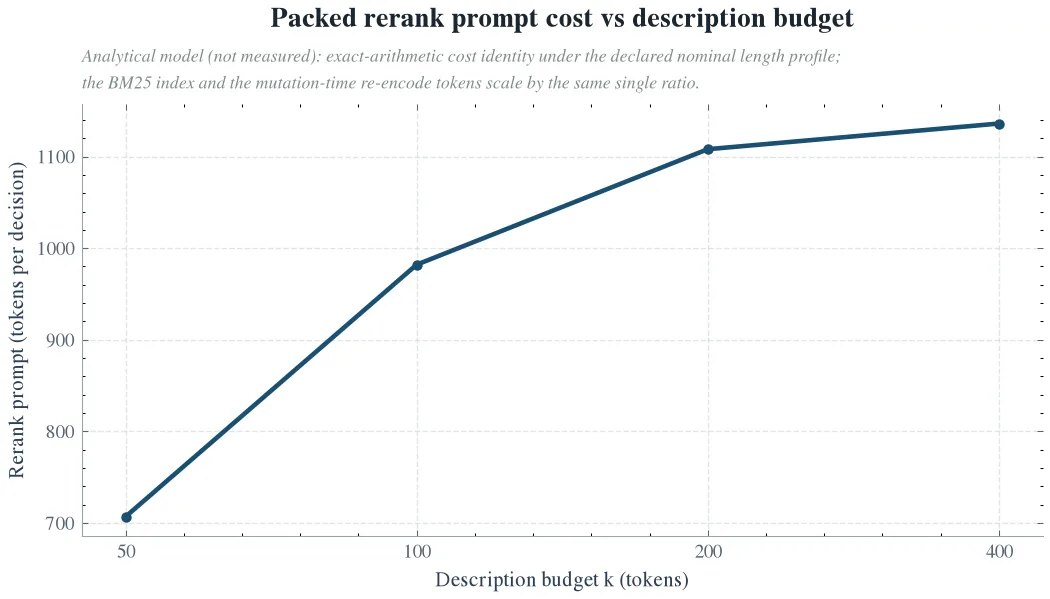 Packed rerank prompt cost vs description budget
Analytical model (not measured): exact-arithmetic cost identity under the declared nominal length profile;
the BM25 index and the mutation-time re-encode tokens scale by the same single ratio.
Rerank prompt (tokens per decision)
1100
1000
900
800
700
50 100 200 400
Description budget k (tokens)